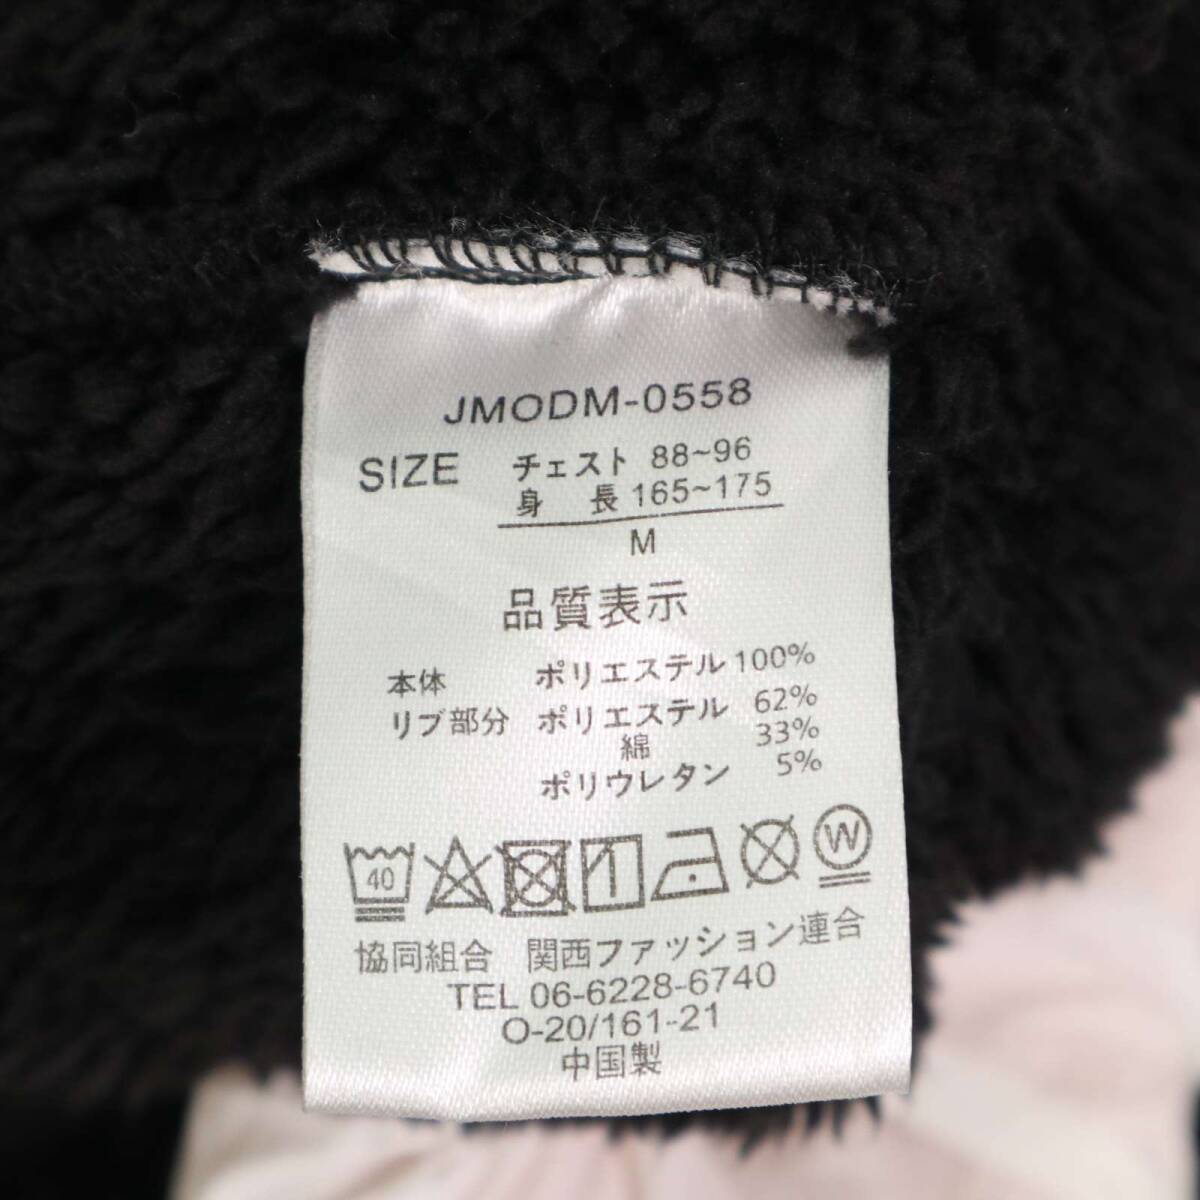 JMODM-0558
SIZE チェスト 88~96
身 長 165~175
M
品質表示
本体 ポリエステル 100%
リブ部分 ポリエステル 62%
綿 33%
ポリウレタン 5%
40 W
協同組合 関西ファッション連合
TEL 06-6228-6740
O-20/161-21
中国製